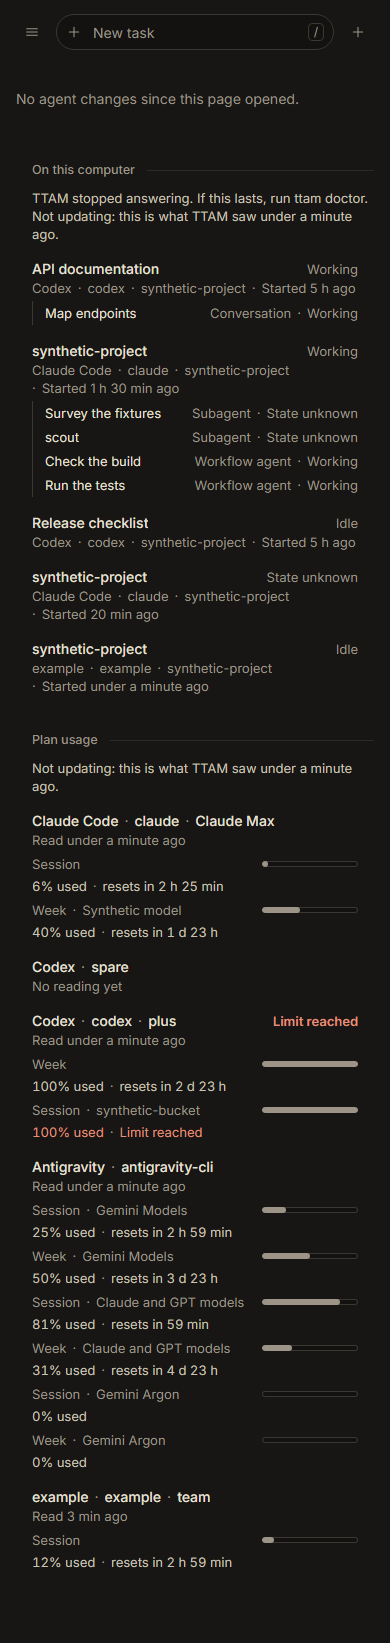 New task /
No agent changes since this page opened.
On this computer
TTAM stopped answering. If this lasts, run ttam doctor.
Not updating: this is what TTAM saw under a minute
ago.
API documentation Working
Codex · codex · synthetic-project · Started 5 h ago
Map endpoints Conversation · Working
synthetic-project Working
Claude Code · claude · synthetic-project
· Started 1 h 30 min ago
Survey the fixtures Subagent · State unknown
scout Subagent · State unknown
Check the build Workflow agent · Working
Run the tests Workflow agent · Working
Release checklist Idle
Codex · codex · synthetic-project · Started 5 h ago
synthetic-project State unknown
Claude Code · claude · synthetic-project
· Started 20 min ago
synthetic-project Idle
example · example · synthetic-project
· Started under a minute ago
Plan usage
Not updating: this is what TTAM saw under a minute
ago.
Claude Code · claude · Claude Max
Read under a minute ago
Session
6% used · resets in 2 h 25 min
Week · Synthetic model
40% used · resets in 1 d 23 h
Codex · spare
No reading yet
Codex · codex · plus Limit reached
Read under a minute ago
Week
100% used · resets in 2 d 23 h
Session · synthetic-bucket
100% used · Limit reached
Antigravity · antigravity-cli
Read under a minute ago
Session · Gemini Models
25% used · resets in 2 h 59 min
Week · Gemini Models
50% used · resets in 3 d 23 h
Session · Claude and GPT models
81% used · resets in 59 min
Week · Claude and GPT models
31% used · resets in 4 d 23 h
Session · Gemini Argon
0% used
Week · Gemini Argon
0% used
example · example · team
Read 3 min ago
Session
12% used · resets in 2 h 59 min